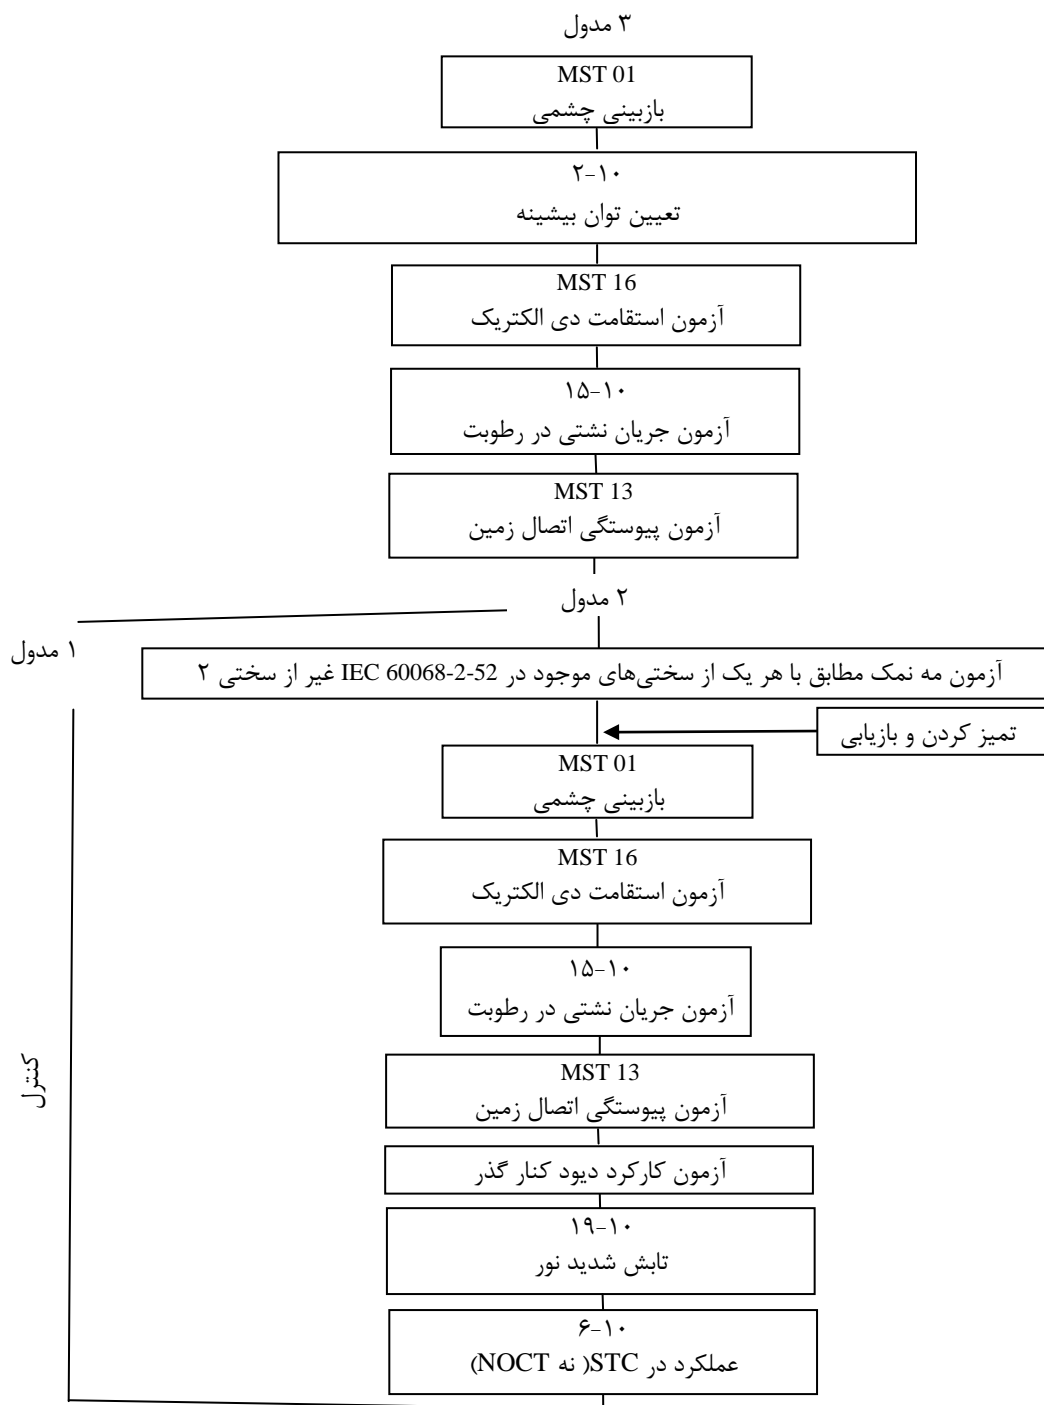 ۳ مدول
MST 01
بازبینی چشمی
۲-۱۰
تعیین توان بیشینه
MST 16
آزمون استقامت دی الکتریک
۱۵-۱۰
آزمون جریان نشتی در رطوبت
MST 13
آزمون پیوستگی اتصال زمین
۲ مدول
۱ مدول
آزمون مه نمک مطابق با هر یک از سختی‌های موجود در IEC 60068-2-52 غیر از سختی ۲
تمیز کردن و بازیابی
MST 01
بازبینی چشمی
MST 16
آزمون استقامت دی الکتریک
۱۵-۱۰
آزمون جریان نشتی در رطوبت
کنترل
MST 13
آزمون پیوستگی اتصال زمین
آزمون کارکرد دیود کنار گذر
۱۹-۱۰
تابش شدید نور
۶-۱۰
عملکرد در STC( نه NOCT)